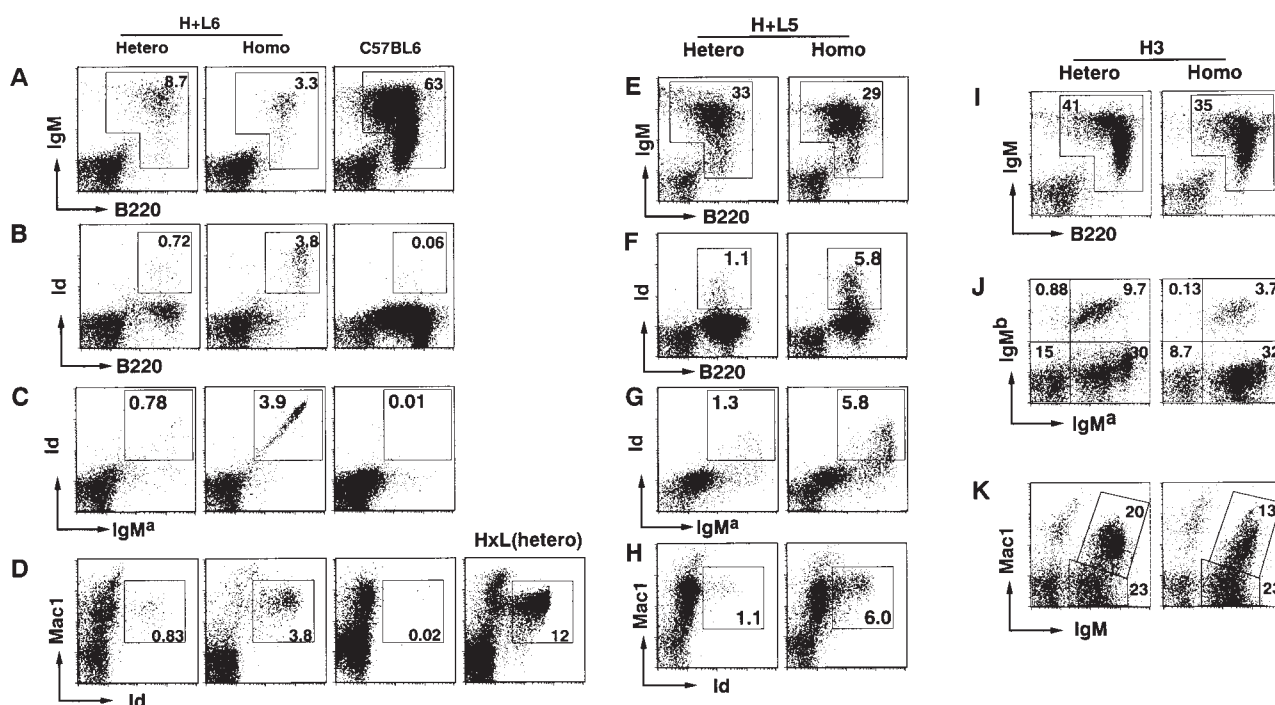 H+L6
Hetero Homo C57BL6
A
8.7 3.3 63
IgM
B220
B
0.72 3.8 0.06
Id
B220
C
0.78 3.9 0.01
Id
IgMa
HxL(hetero)
D
0.83 3.8 0.02 12
Mac1
Id
H+L5
Hetero Homo
E
33 29
IgM
B220
F
1.1 5.8
Id
B220
G
1.3 5.8
Id
IgMa
H
1.1 6.0
Mac1
Id
H3
Hetero Homo
I
41 35
IgM
B220
J
0.88 9.7 0.13 3.7
IgMb
15 30 8.7 32
IgMa
K
20 13
Mac1
23 23
IgM